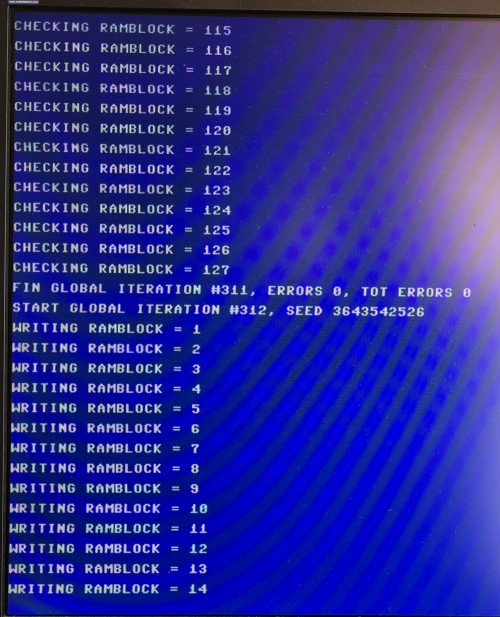 CHECKING RAMBLOCK = 115
CHECKING RAMBLOCK = 116
CHECKING RAMBLOCK = 117
CHECKING RAMBLOCK = 118
CHECKING RAMBLOCK = 119
CHECKING RAMBLOCK = 120
CHECKING RAMBLOCK = 121
CHECKING RAMBLOCK = 122
CHECKING RAMBLOCK = 123
CHECKING RAMBLOCK = 124
CHECKING RAMBLOCK = 125
CHECKING RAMBLOCK = 126
CHECKING RAMBLOCK = 127
FIN GLOBAL ITERATION #311, ERRORS 0, TOT ERRORS 0
START GLOBAL ITERATION #312, SEED 3643542526
WRITING RAMBLOCK = 1
WRITING RAMBLOCK = 2
WRITING RAMBLOCK = 3
WRITING RAMBLOCK = 4
WRITING RAMBLOCK = 5
WRITING RAMBLOCK = 6
WRITING RAMBLOCK = 7
WRITING RAMBLOCK = 8
WRITING RAMBLOCK = 9
WRITING RAMBLOCK = 10
WRITING RAMBLOCK = 11
WRITING RAMBLOCK = 12
WRITING RAMBLOCK = 13
WRITING RAMBLOCK = 14